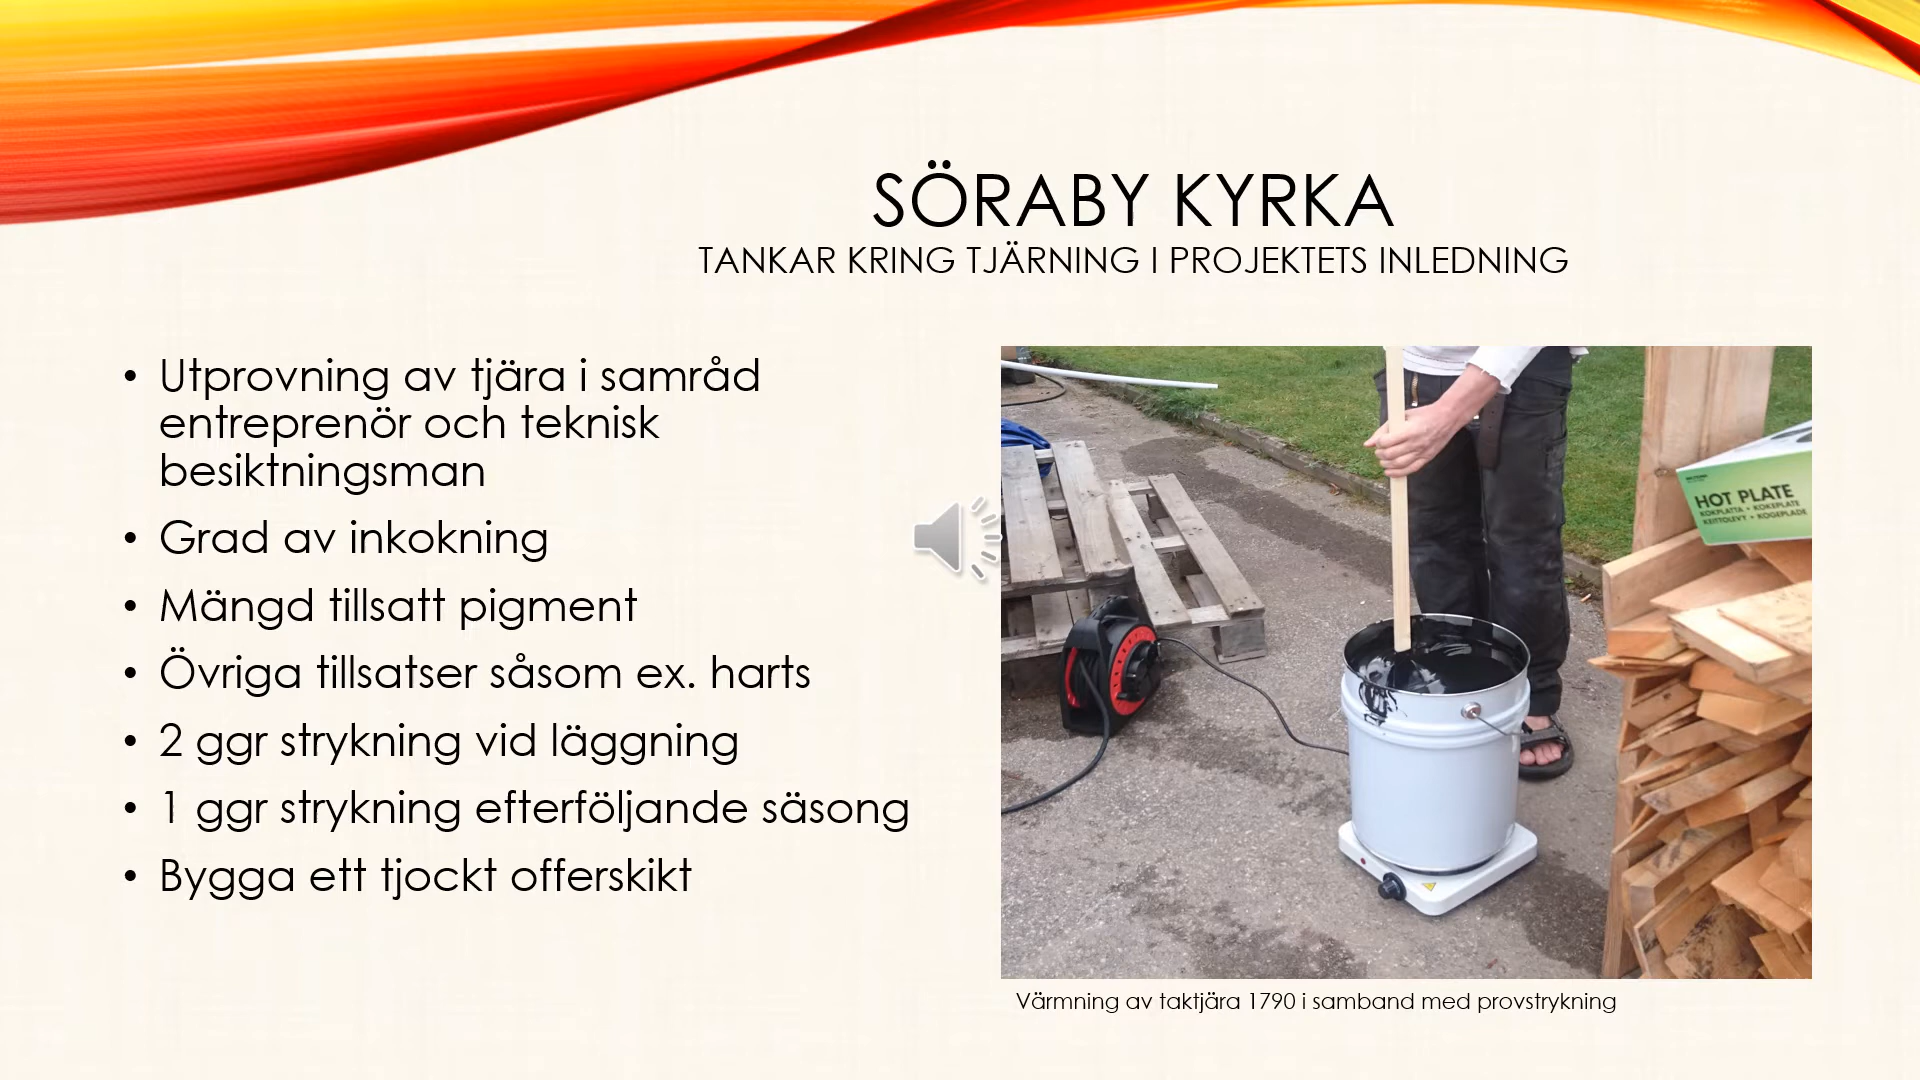 SÖRABY KYRKA
TANKAR KRING TJÄRNING I PROJEKTETS INLEDNING
• Utprovning av tjära i samråd
entreprenör och teknisk
besiktningsman
• Grad av inkokning
• Mängd tillsatt pigment
• Övriga tillsatser såsom ex. harts
• 2 ggr strykning vid läggning
• 1 ggr strykning efterföljande säsong
• Bygga ett tjockt offerskikt
HOT PLATE
KOKPLATTA • KOKEPLATE
KEITTOLEVY • KOGEPLADE
Värmning av taktjära 1790 i samband med provstrykning